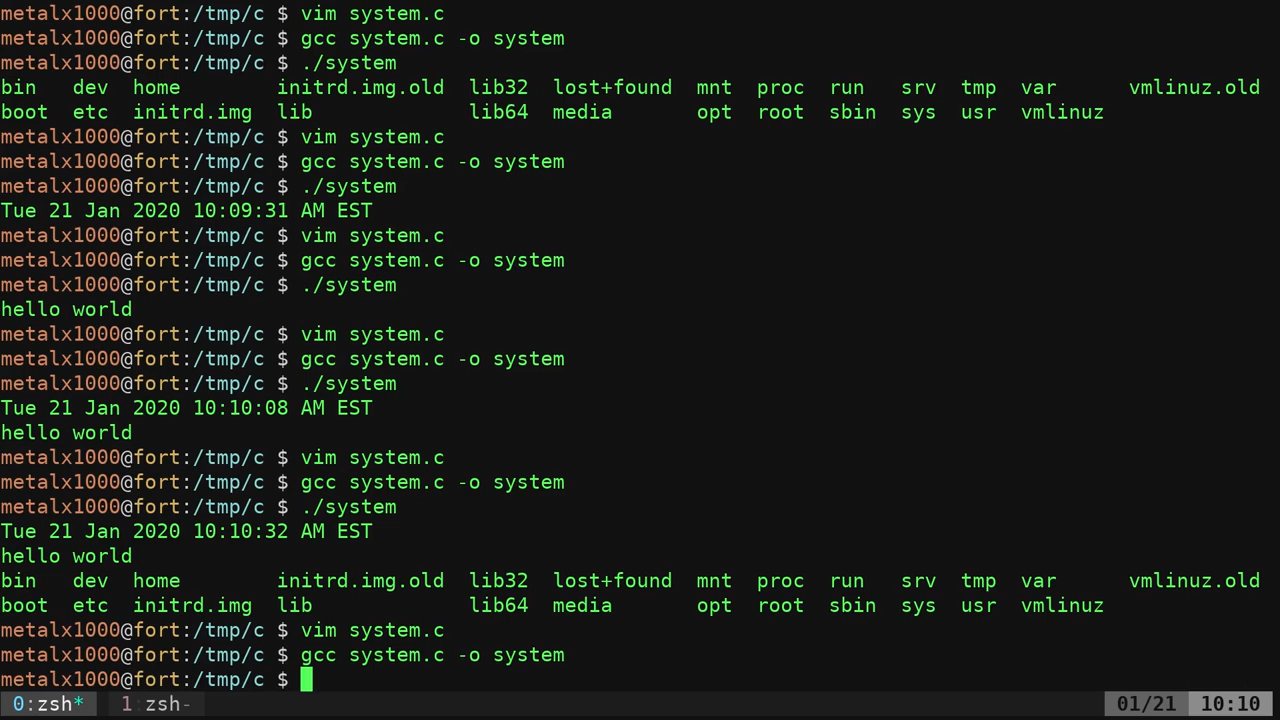 metalx1000@fort:/tmp/c $ vim system.c
metalx1000@fort:/tmp/c $ gcc system.c -o system
metalx1000@fort:/tmp/c $ ./system
bin   dev  home        initrd.img.old  lib32  lost+found  mnt  proc  run   srv  tmp  var      vmlinuz.old
boot  etc  initrd.img  lib             lib64  media       opt  root  sbin  sys  usr  vmlinuz
metalx1000@fort:/tmp/c $ vim system.c
metalx1000@fort:/tmp/c $ gcc system.c -o system
metalx1000@fort:/tmp/c $ ./system
Tue 21 Jan 2020 10:09:31 AM EST
metalx1000@fort:/tmp/c $ vim system.c
metalx1000@fort:/tmp/c $ gcc system.c -o system
metalx1000@fort:/tmp/c $ ./system
hello world
metalx1000@fort:/tmp/c $ vim system.c
metalx1000@fort:/tmp/c $ gcc system.c -o system
metalx1000@fort:/tmp/c $ ./system
Tue 21 Jan 2020 10:10:08 AM EST
hello world
metalx1000@fort:/tmp/c $ vim system.c
metalx1000@fort:/tmp/c $ gcc system.c -o system
metalx1000@fort:/tmp/c $ ./system
Tue 21 Jan 2020 10:10:32 AM EST
hello world
bin   dev  home        initrd.img.old  lib32  lost+found  mnt  proc  run   srv  tmp  var      vmlinuz.old
boot  etc  initrd.img  lib             lib64  media       opt  root  sbin  sys  usr  vmlinuz
metalx1000@fort:/tmp/c $ vim system.c
metalx1000@fort:/tmp/c $ gcc system.c -o system
metalx1000@fort:/tmp/c $
0:zsh*  1:zsh-  01/21  10:10